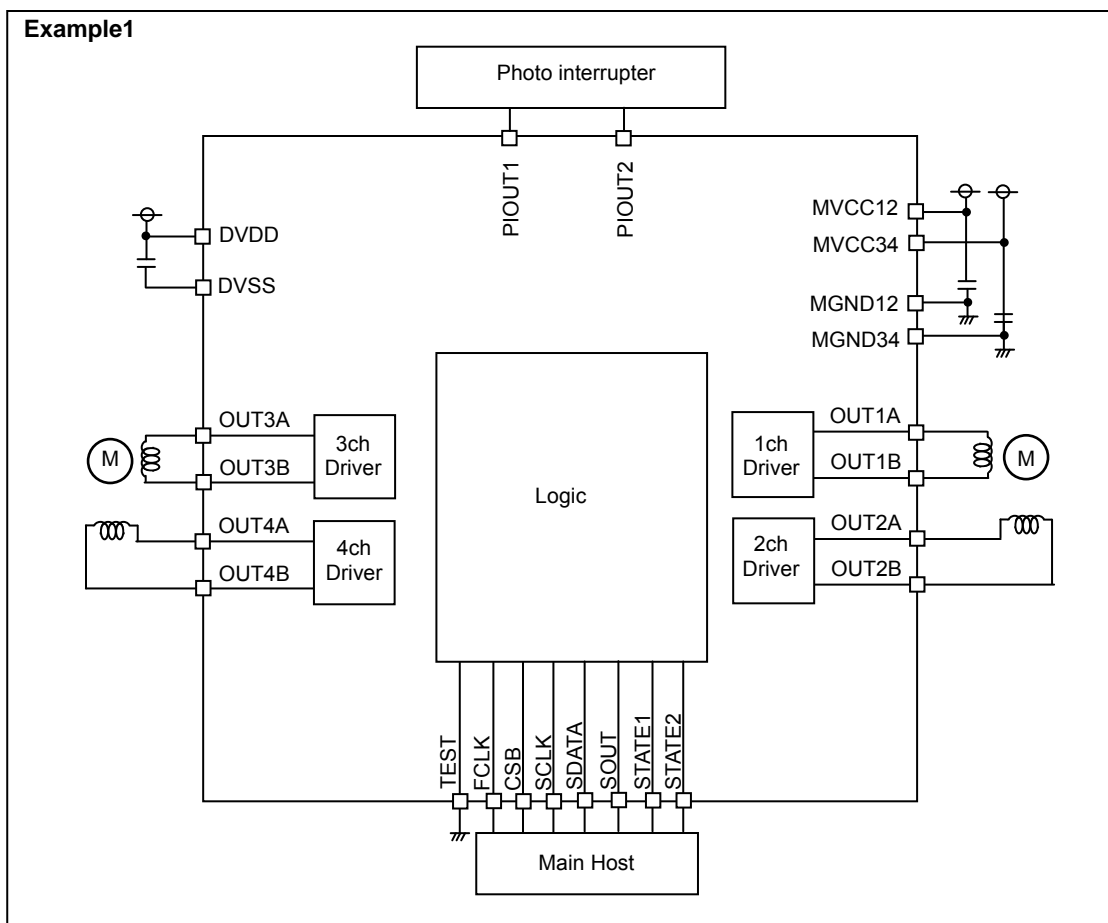 Example1
Photo interrupter
PIOUT1
PIOUT2
DVDD
DVSS
MVCC12
MVCC34
MGND12
MGND34
OUT3A
OUT3B
3ch
Driver
M
OUT4A
OUT4B
4ch
Driver
Logic
1ch
Driver
OUT1A
OUT1B
M
2ch
Driver
OUT2A
OUT2B
TEST
FCLK
CSB
SCLK
SDATA
SOUT
STATE1
STATE2
Main Host